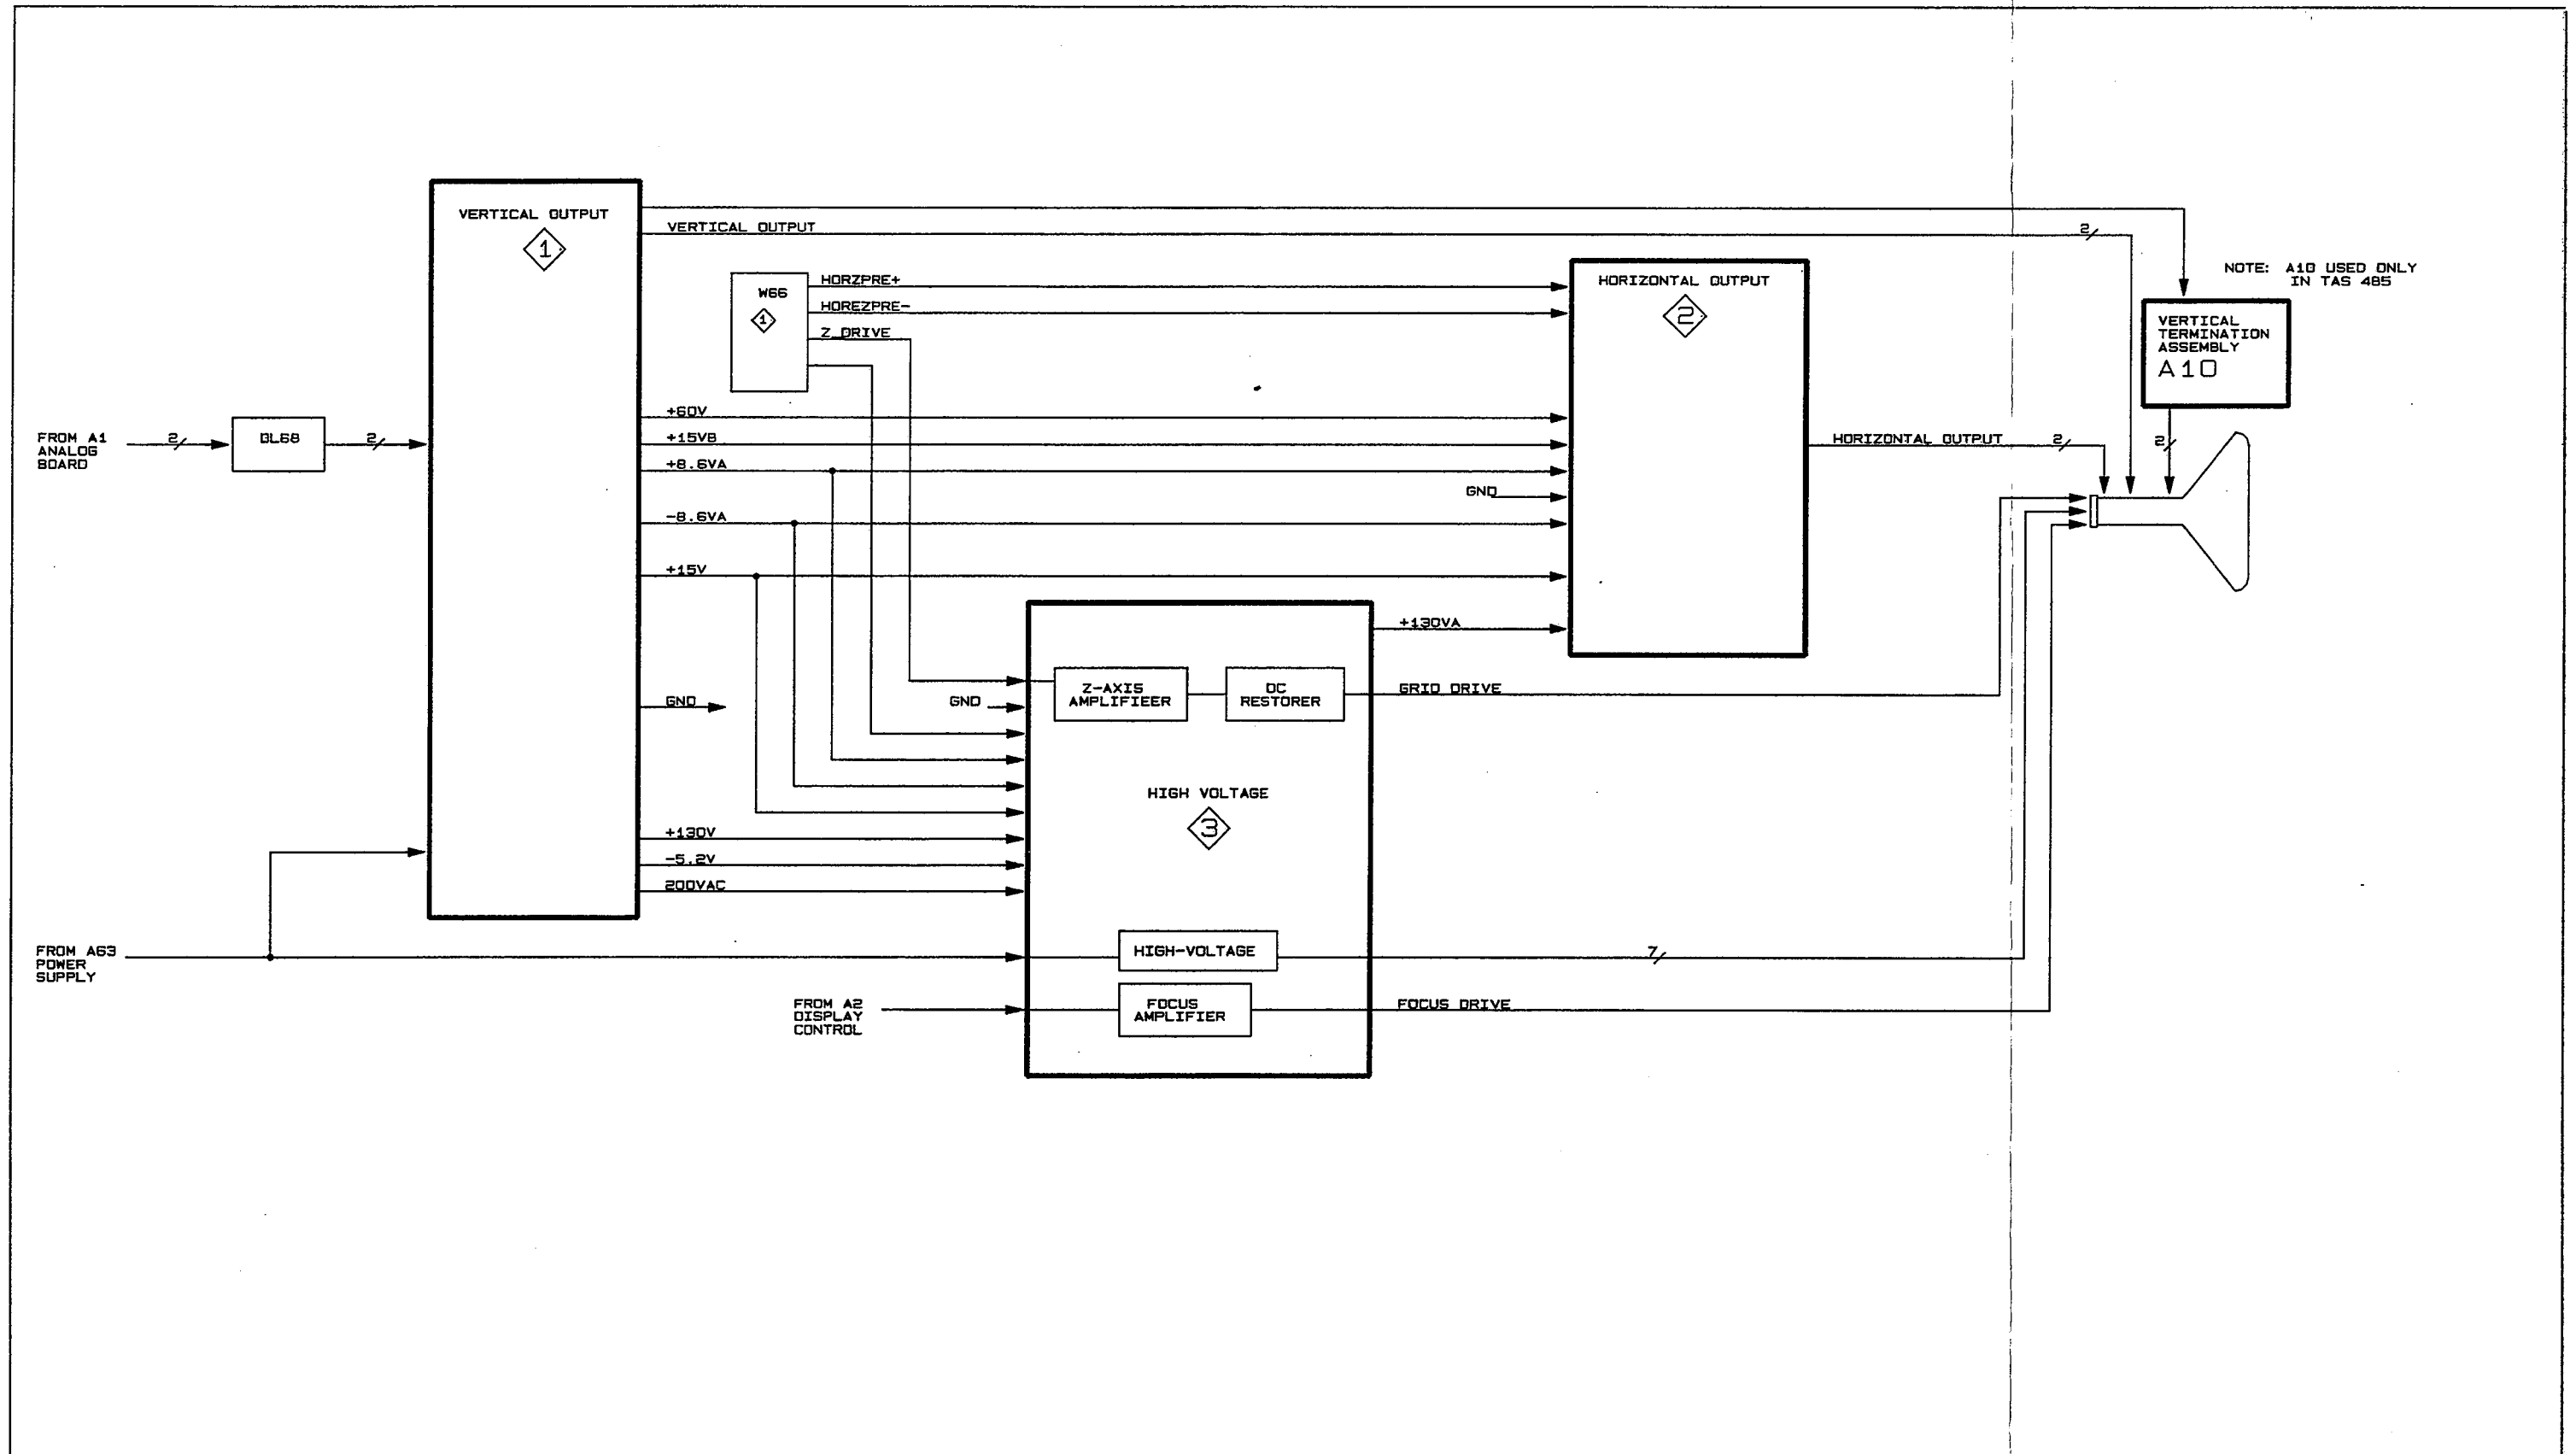 VERTICAL OUTPUT
1
VERTICAL OUTPUT
2
W66
1
HORZPRE+
HOREZPRE-
Z_DRIVE
HORIZONTAL OUTPUT
2
NOTE: A10 USED ONLY
IN TAS 485
VERTICAL
TERMINATION
ASSEMBLY
A10
FROM A1
ANALOG
BOARD
2
DL68
2
+60V
+15VB
+8.6VA
GND
-8.6VA
+15V
HORIZONTAL OUTPUT
2
2
+130VA
GND
GND
Z-AXIS
AMPLIFIEER
DC
RESTORER
GRID DRIVE
HIGH VOLTAGE
3
+130V
-5.2V
200VAC
FROM A63
POWER
SUPPLY
HIGH-VOLTAGE
7
FROM A2
DISPLAY
CONTROL
FOCUS
AMPLIFIER
FOCUS DRIVE